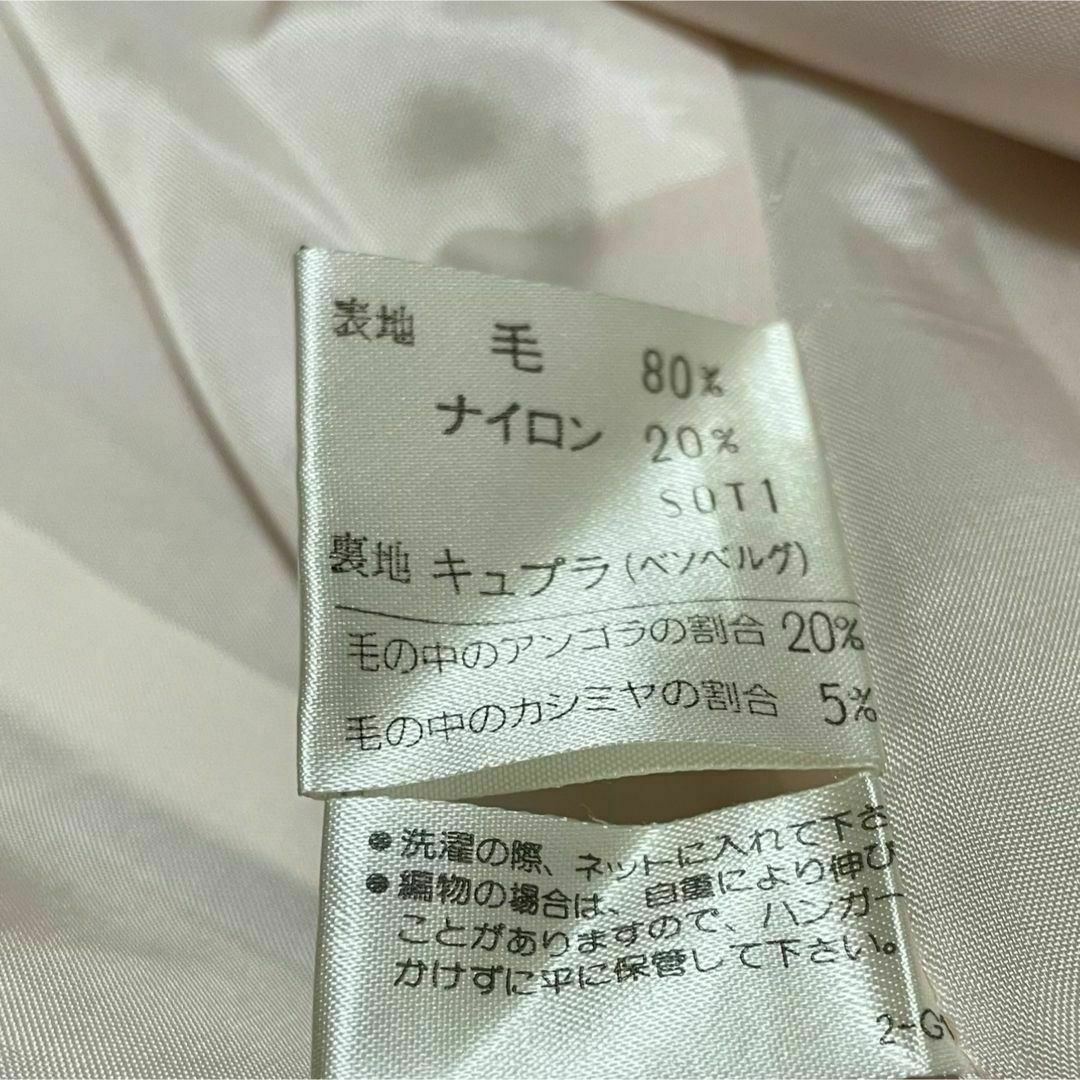 表地 毛 80%
ナイロン 20%
S0T1
裏地 キュプラ(ベンベルグ)
毛の中のアンゴラの割合 20%
毛の中のカシミヤの割合 5%
●洗濯の際、ネットに入れて下さ
●編物の場合は、自重により伸び
ことがありますので、ハンガー
かけずに平に保管して下さい。
2-G